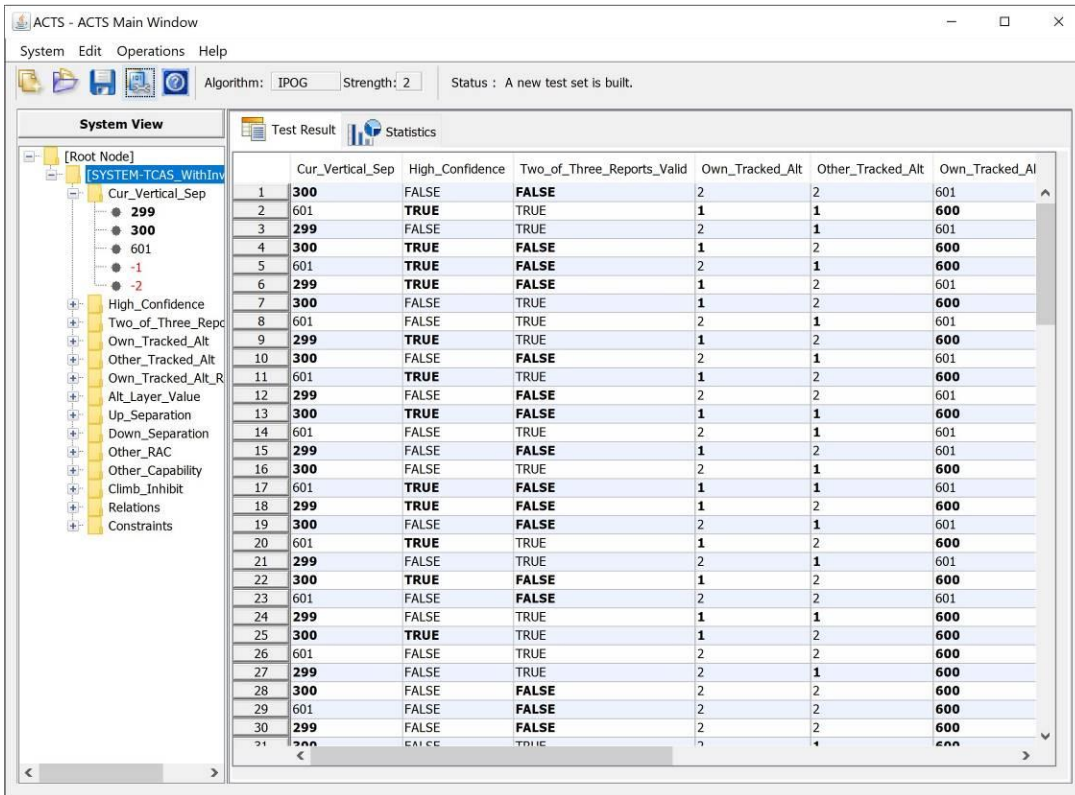 ACTS - ACTS Main Window
System Edit Operations Help
Algorithm: IPOG Strength: 2 Status : A new test set is built.
System View
[Root Node]
[SYSTEM-TCAS_WithInv
Cur_Vertical_Sep
299
300
601
-1
-2
High_Confidence
Two_of_Three_Repo
Own_Tracked_Alt
Other_Tracked_Alt
Own_Tracked_Alt_R
Alt_Layer_Value
Up_Separation
Down_Separation
Other_RAC
Other_Capability
Climb_Inhibit
Relations
Constraints
Test Result Statistics
Cur_Vertical_Sep High_Confidence Two_of_Three_Reports_Valid Own_Tracked_Alt Other_Tracked_Alt Own_Tracked_Al
1 300 FALSE FALSE 2 2 601
2 601 TRUE TRUE 1 1 600
3 299 FALSE TRUE 2 1 601
4 300 TRUE FALSE 1 2 600
5 601 TRUE FALSE 2 1 600
6 299 TRUE FALSE 1 2 601
7 300 FALSE TRUE 1 2 600
8 601 FALSE TRUE 2 1 601
9 299 TRUE TRUE 1 2 600
10 300 FALSE FALSE 2 1 601
11 601 TRUE TRUE 1 2 600
12 299 FALSE FALSE 2 2 601
13 300 TRUE FALSE 1 1 600
14 601 FALSE TRUE 2 1 601
15 299 FALSE FALSE 1 2 601
16 300 FALSE TRUE 2 1 600
17 601 TRUE FALSE 1 1 601
18 299 TRUE FALSE 1 2 600
19 300 FALSE FALSE 2 1 601
20 601 TRUE TRUE 1 2 600
21 299 FALSE TRUE 2 1 601
22 300 TRUE FALSE 1 2 600
23 601 FALSE FALSE 2 2 601
24 299 FALSE TRUE 1 1 600
25 300 TRUE TRUE 1 2 600
26 601 FALSE TRUE 2 2 600
27 299 FALSE TRUE 2 1 600
28 300 FALSE FALSE 2 2 600
29 601 FALSE FALSE 2 2 600
30 299 FALSE FALSE 2 2 600
31 300 FALSE TRUE 2 1 600